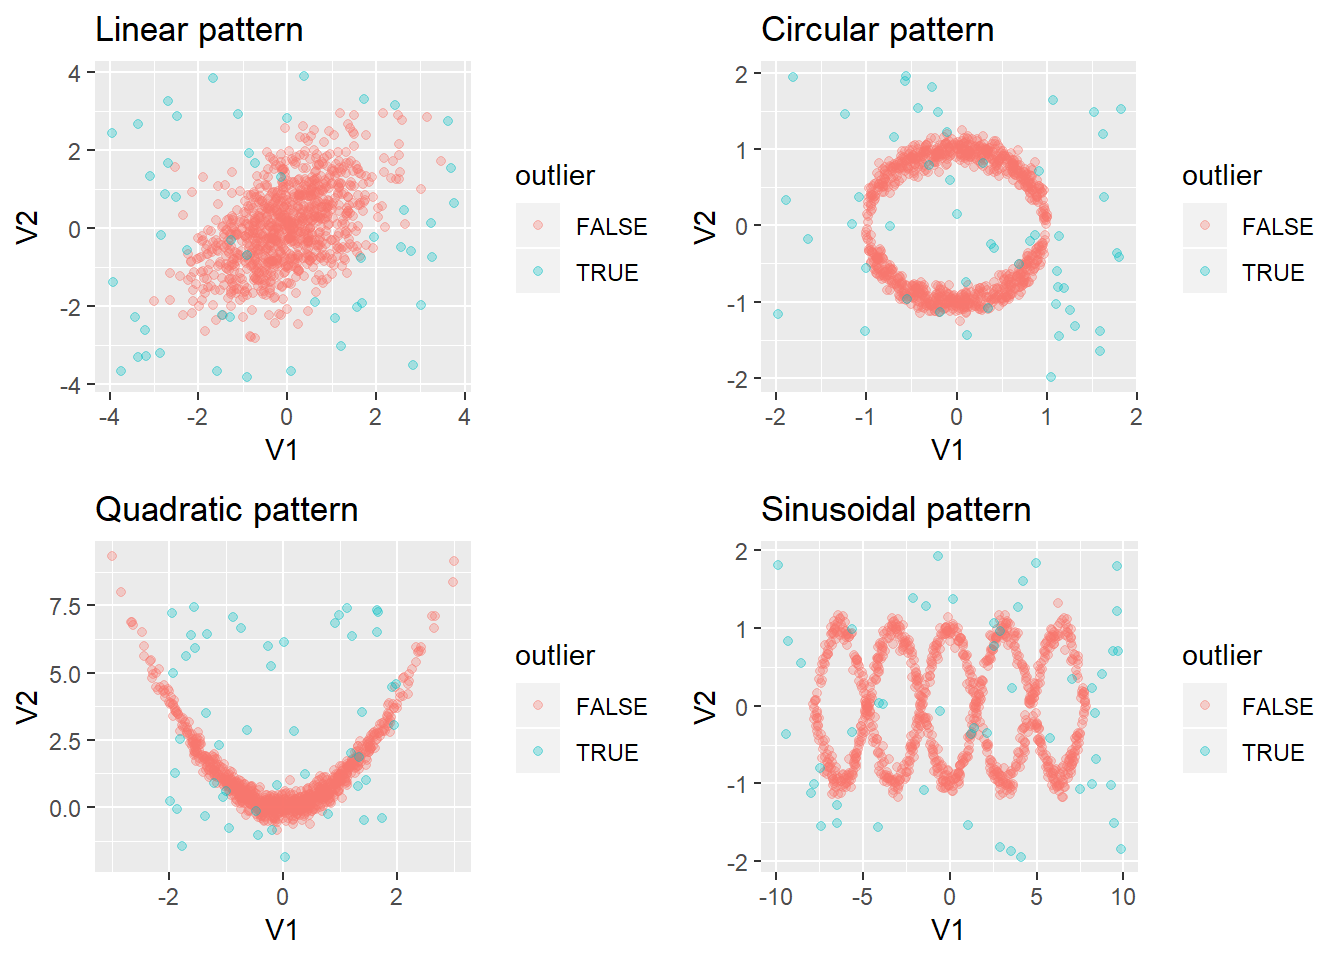 Linear pattern
4
2
0
-2
-4
V2
-4
-2
0
2
4
V1
outlier
FALSE
TRUE
Circular pattern
2
1
0
-1
-2
V2
-2
-1
0
1
2
V1
outlier
FALSE
TRUE
Quadratic pattern
7.5
5.0
2.5
0.0
V2
-2
0
2
V1
outlier
FALSE
TRUE
Sinusoidal pattern
2
1
0
-1
-2
V2
-10
-5
0
5
10
V1
outlier
FALSE
TRUE